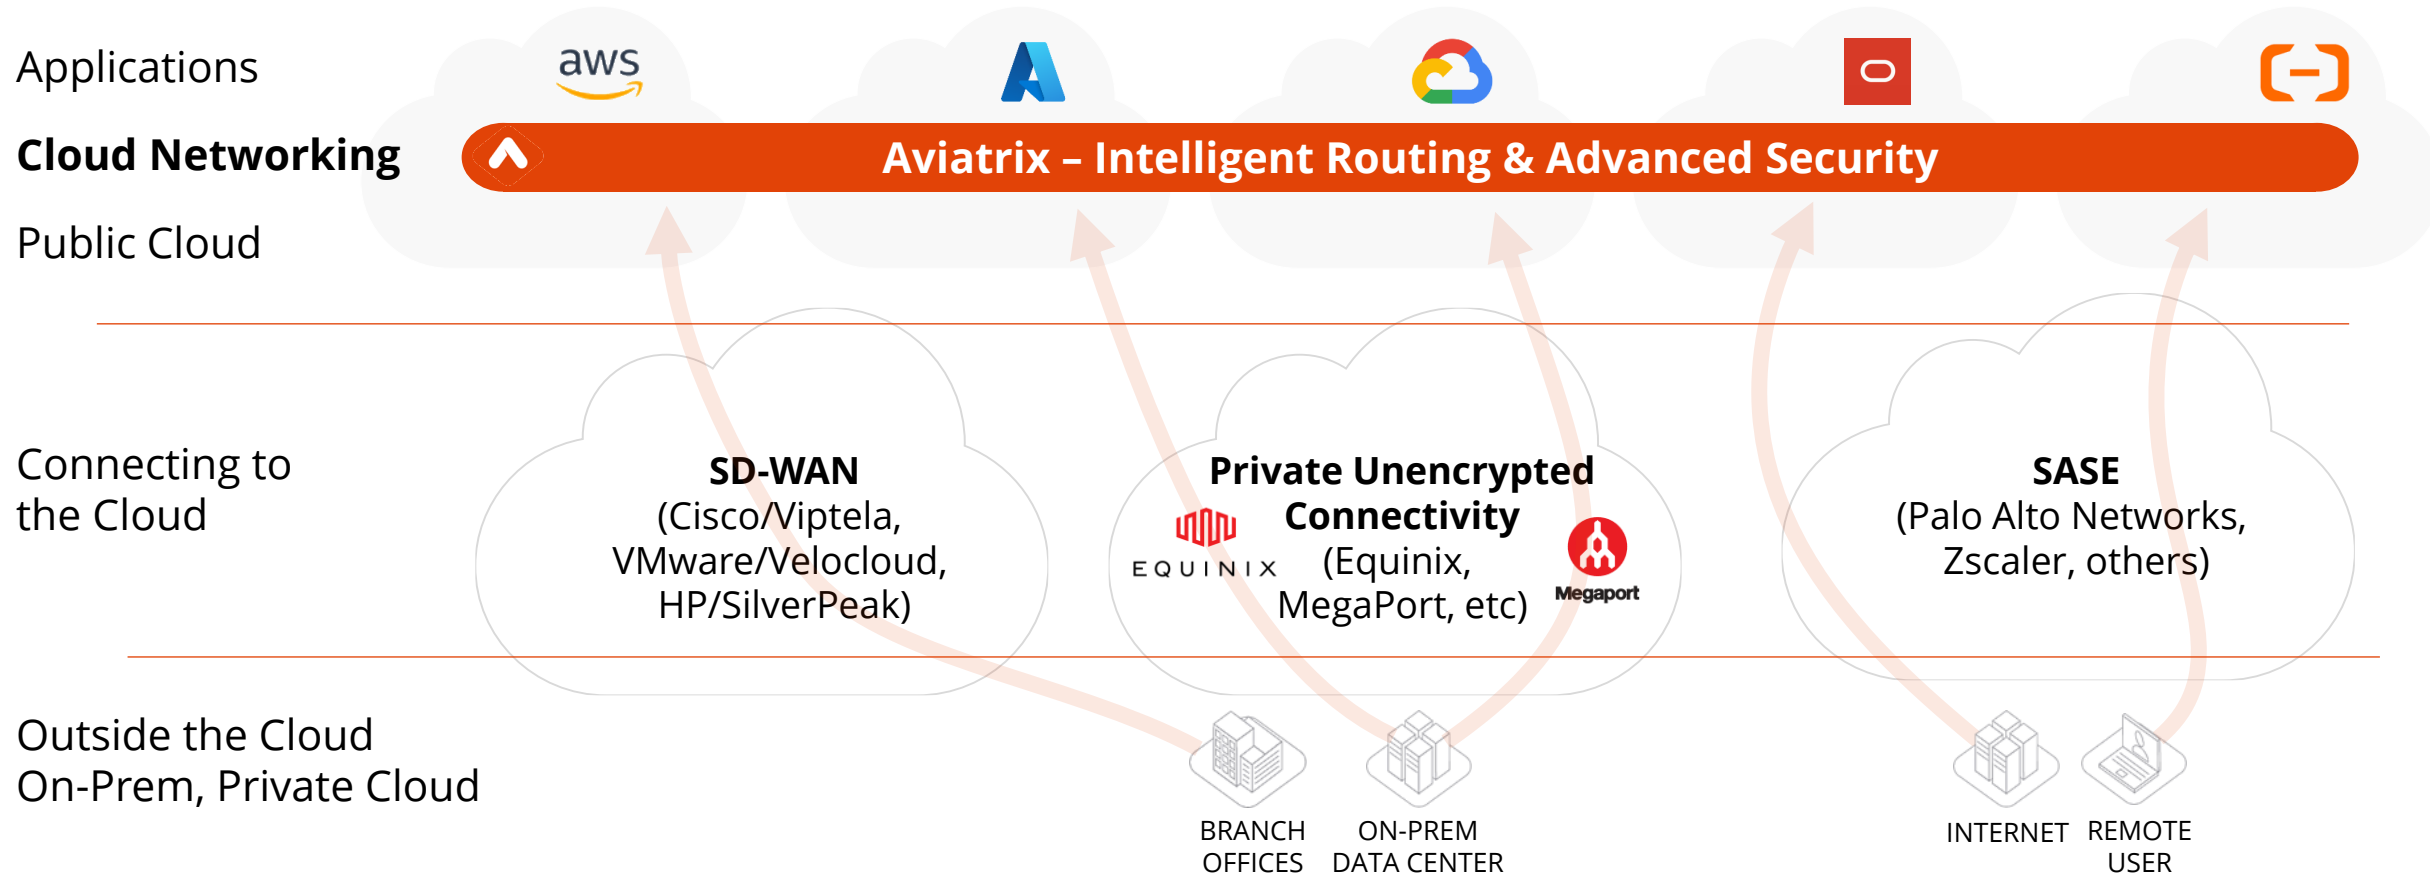 Applications
aws
Cloud Networking
Aviatrix – Intelligent Routing & Advanced Security
Public Cloud
Connecting to
the Cloud
SD-WAN
(Cisco/Viptela,
VMware/Velocloud,
HP/SilverPeak)
Private Unencrypted
Connectivity
(Equinix,
MegaPort, etc)
EQUINIX
Megaport
SASE
(Palo Alto Networks,
Zscaler, others)
Outside the Cloud
On-Prem, Private Cloud
BRANCH
OFFICES
ON-PREM
DATA CENTER
INTERNET
REMOTE
USER